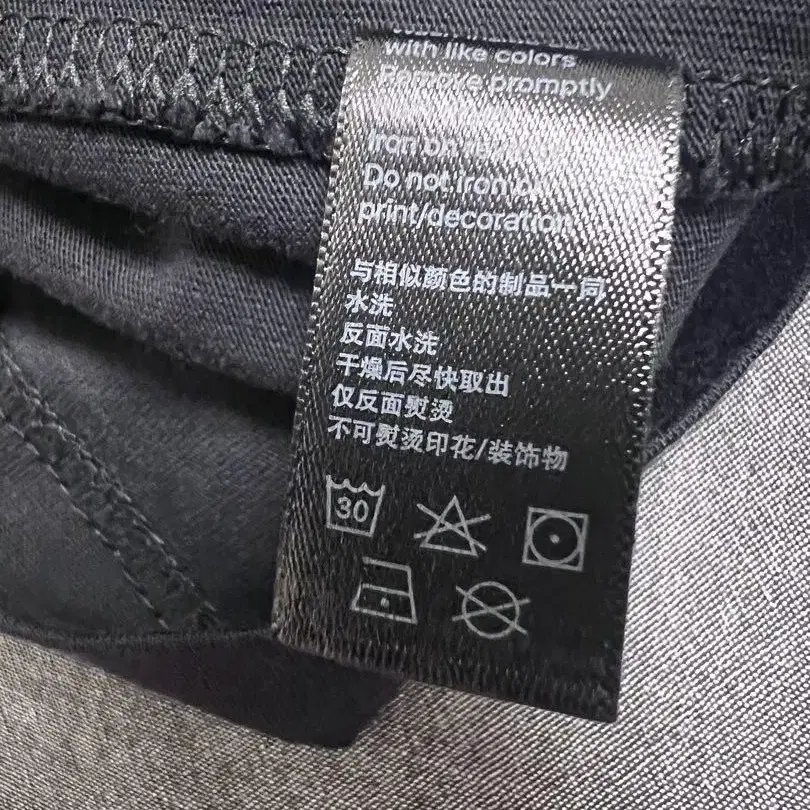 with like colors
Remove promptly
Iron on
Do not iron on
print/decoration
与相似颜色的制品一同
水洗
反面水洗
干燥后尽快取出
仅反面熨烫
不可熨烫印花/装饰物
30